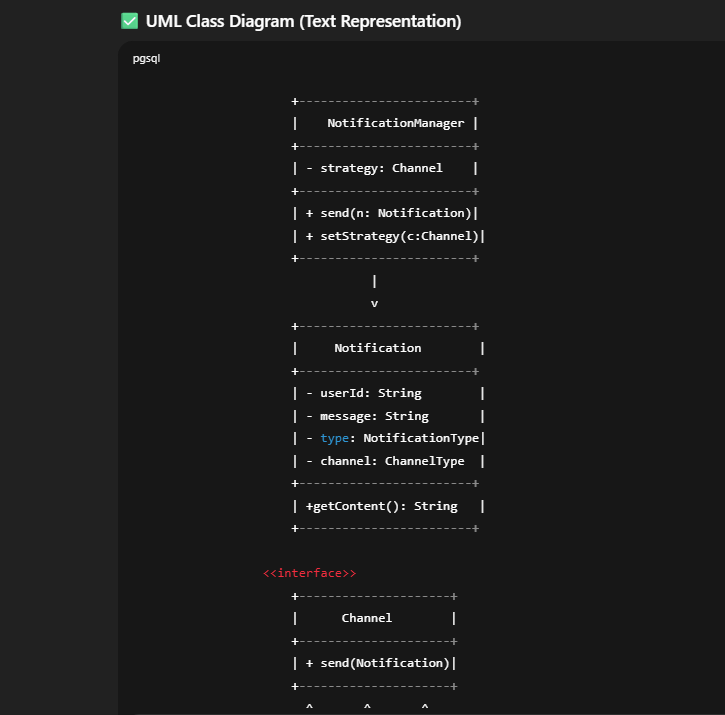 ✅ UML Class Diagram (Text Representation)
pgsql
+------------------------+
|    NotificationManager |
+------------------------+
| - strategy: Channel    |
+------------------------+
| + send(n: Notification)|
| + setStrategy(c:Channel)|
+------------------------+
|
v
+------------------------+
|     Notification        |
+------------------------+
| - userId: String        |
| - message: String       |
| - type: NotificationType|
| - channel: ChannelType  |
+------------------------+
| +getContent(): String   |
+------------------------+
<<interface>>
+---------------------+
|      Channel        |
+---------------------+
| + send(Notification)|
+---------------------+
^       ^       ^